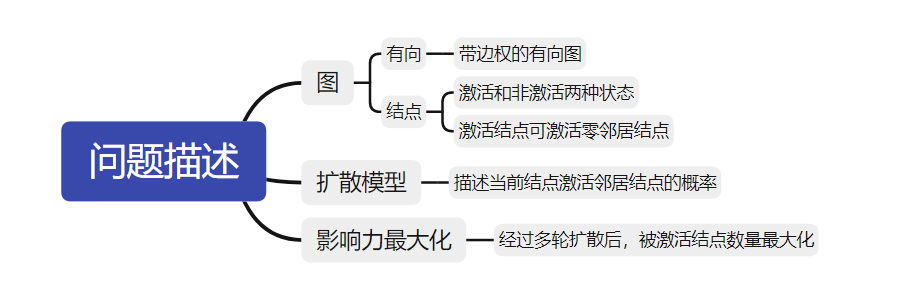 问题描述
图
有向
带边权的有向图
结点
激活和非激活两种状态
激活结点可激活零邻居结点
扩散模型
描述当前结点激活邻居结点的概率
影响力最大化
经过多轮扩散后，被激活结点数量最大化